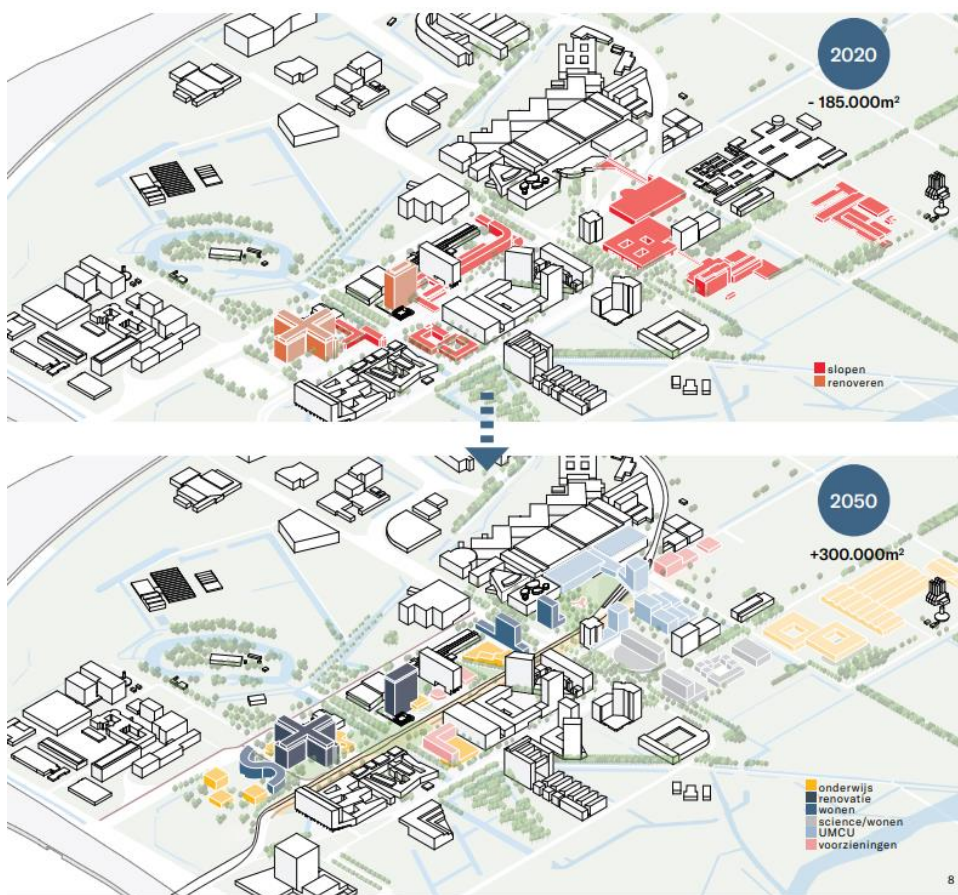 2020
- 185.000m²
slopen
renoveren
2050
+300.000m²
onderwijs
renovatie
wonen
science/wonen
UMCU
voorzieningen
8